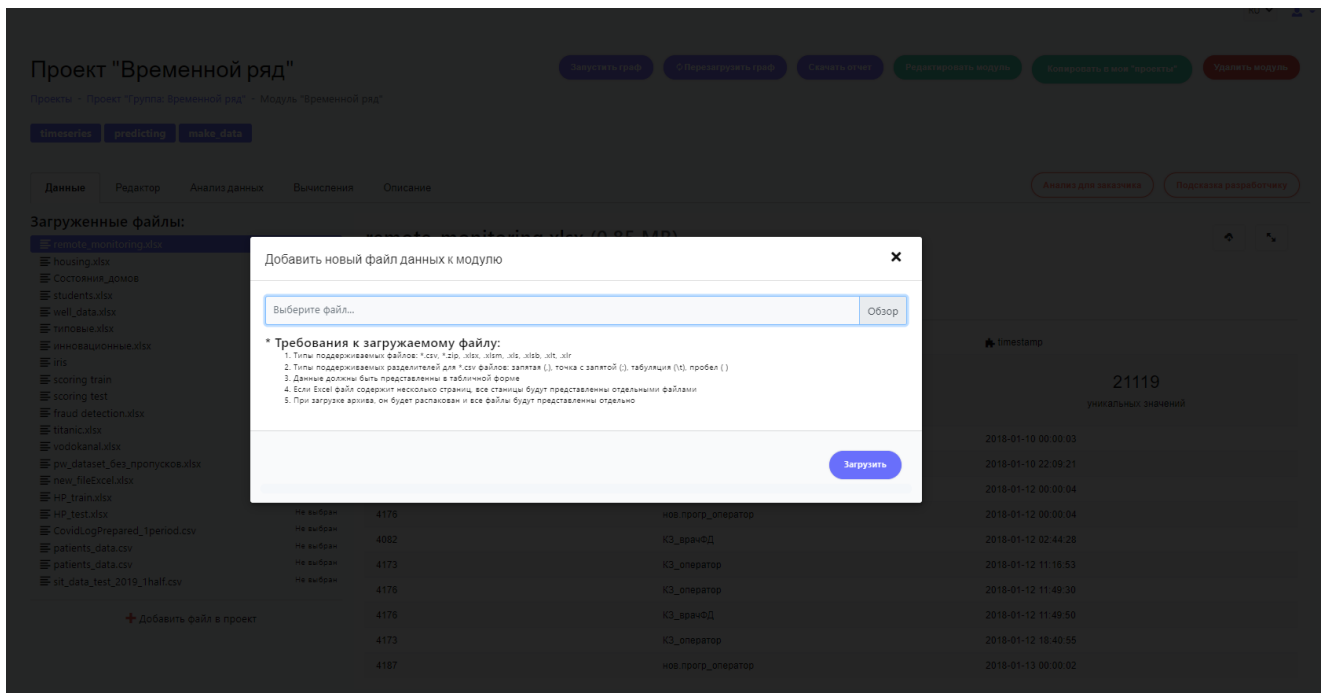 Проект "Временной ряд"
Запустить граф
Перезагрузить граф
Скачать отчет
Редактировать модуль
Копировать в мои "проекты"
Удалить модуль
Проекты - Проект "Группа: Временной ряд" - Модуль "Временной ряд"
timeseries predicting make_data
Данные Редактор Анализ данных Вычисления Описание
Анализ для заказчика
Подсказка разработчику
Загруженные файлы:
remote_monitoring.xlsx (0.85 MB)
remote_monitoring.xlsx
housing.xlsx
Состояния_домов
students.xlsx
well_data.xlsx
типовые.xlsx
инновационные.xlsx
iris
scoring train
scoring test
fraud detection.xlsx
titanic.xlsx
vodokanal.xlsx
pw_dataset_без_пропусков.xlsx
new_fileExcel.xlsx
HP_train.xlsx
HP_test.xlsx Не выбран
CovidLogPrepared_1period.csv Не выбран
patients_data.csv Не выбран
patients_data.csv Не выбран
sit_data_test_2019_1half.csv Не выбран
Добавить файл в проект
Добавить новый файл данных к модулю
Выберите файл... Обзор
* Требования к загружаемому файлу:
1. Типы поддерживаемых файлов: *.csv, *.zip, .xlsx, .xlsm, .xls, .xlsb, .xlt, .xlr
2. Типы поддерживаемых разделителей для *.csv файлов: запятая (,), точка с запятой (;), табуляция (\t), пробел ( )
3. Данные должны быть представленны в табличной форме
4. Если Excel файл содержит несколько страниц, все станицы будут представленны отдельными файлами
5. При загрузке архива, он будет распакован и все файлы будут представленны отдельно
Загрузить
timestamp
21119
уникальных значений
2018-01-10 00:00:03
2018-01-10 22:09:21
2018-01-12 00:00:04
4176 нов.прогр_оператор 2018-01-12 00:00:04
4082 КЗ_врачФД 2018-01-12 02:44:28
4173 КЗ_оператор 2018-01-12 11:16:53
4176 КЗ_оператор 2018-01-12 11:49:30
4176 КЗ_врачФД 2018-01-12 11:49:50
4173 КЗ_оператор 2018-01-12 18:40:55
4187 нов.прогр_оператор 2018-01-13 00:00:02